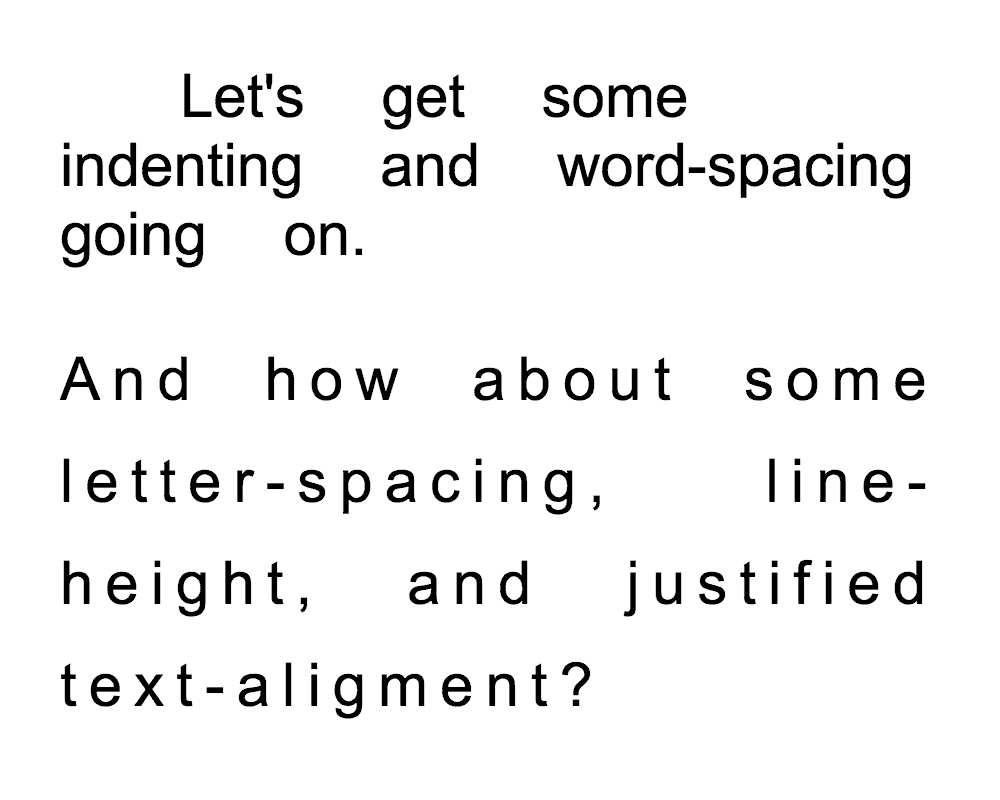 Let's get some
indenting and word-spacing
going on.
And how about some
letter-spacing, line-
height, and justified
text-aligment?